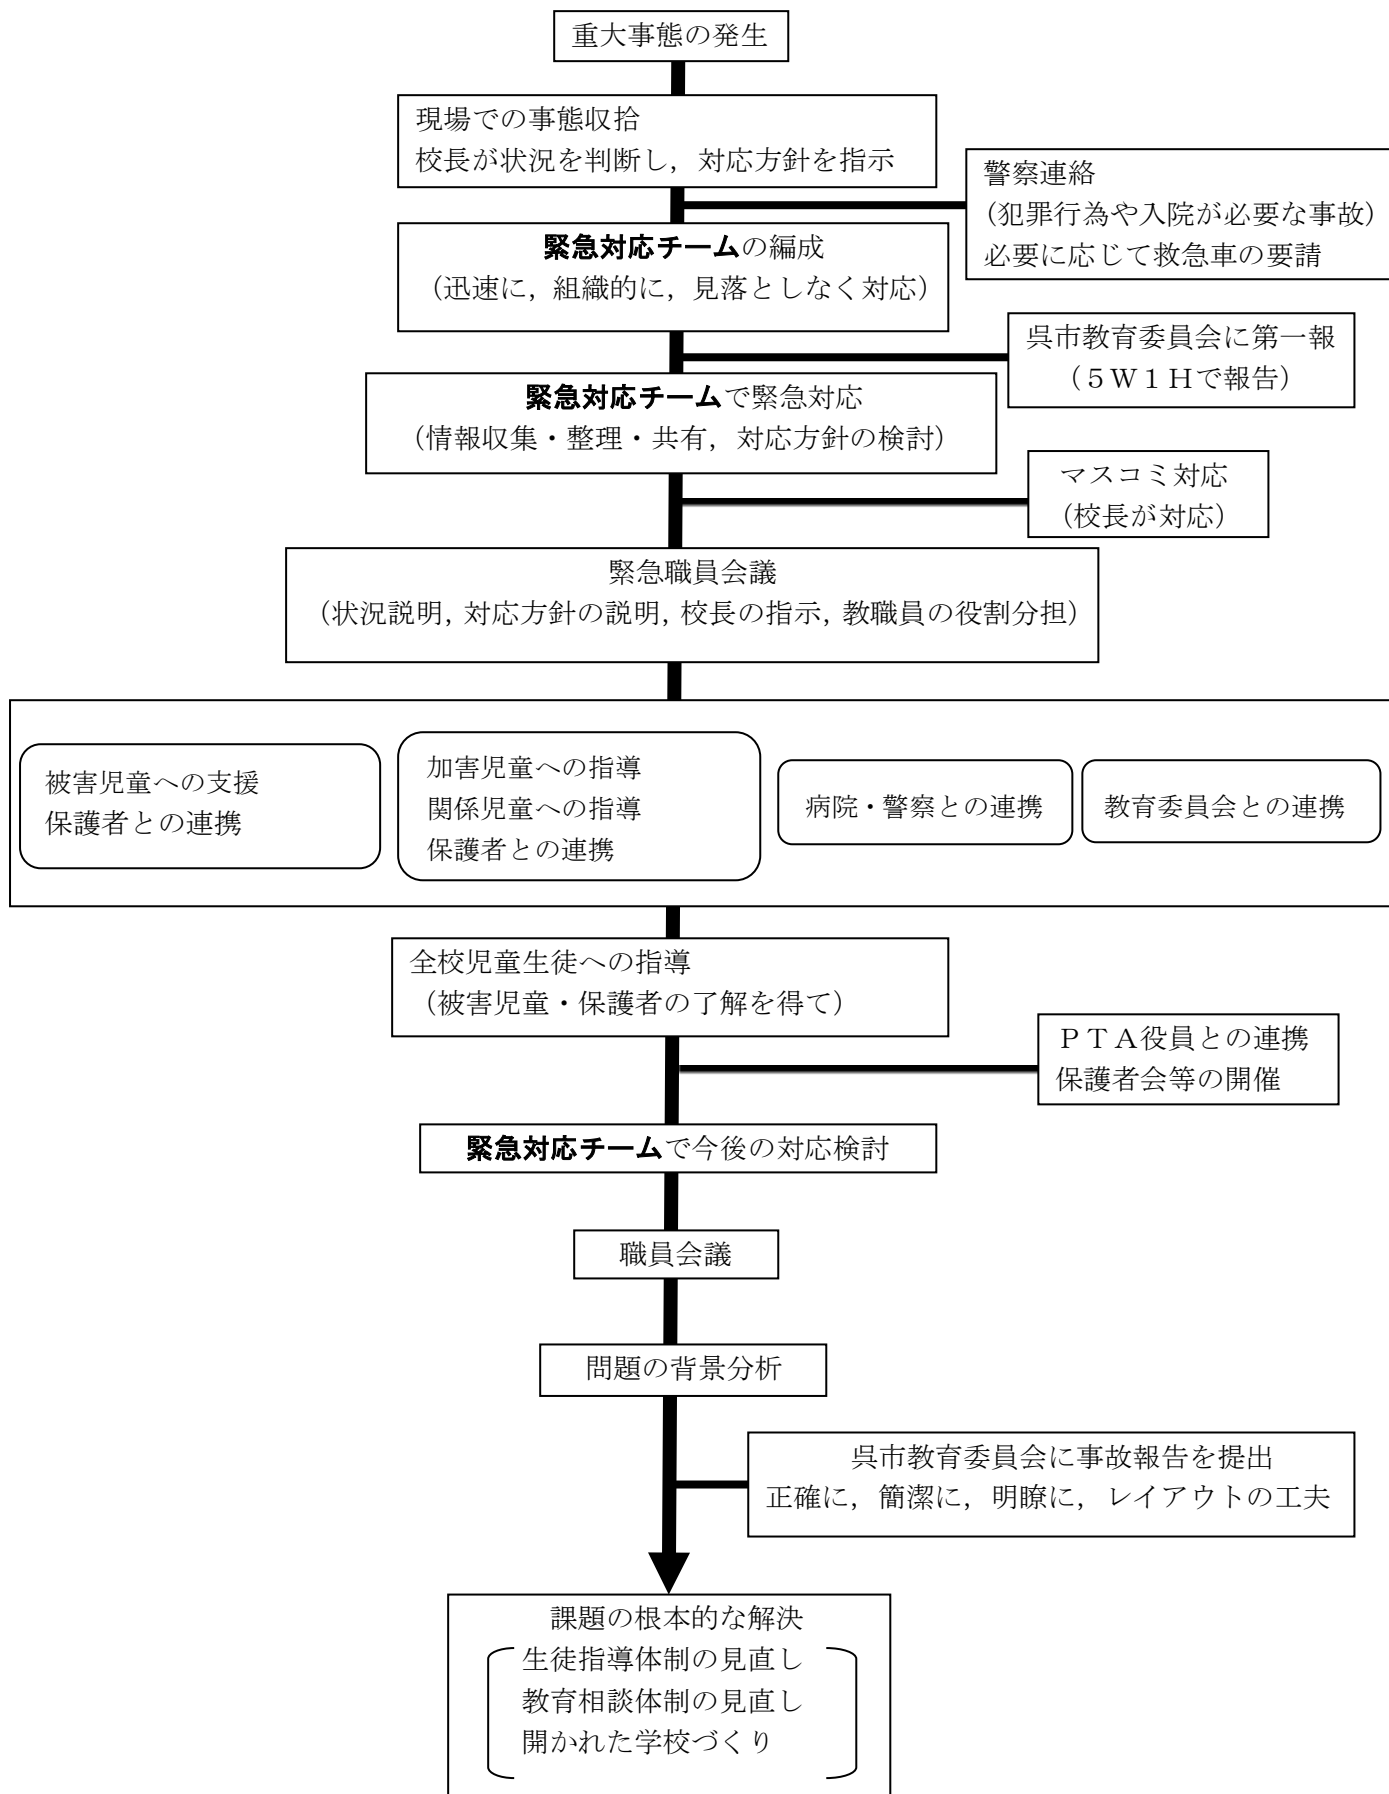 重大事態の発生
現場での事態収拾
校長が状況を判断し，対応方針を指示
警察連絡
（犯罪行為や入院が必要な事故）
必要に応じて救急車の要請
緊急対応チームの編成
（迅速に，組織的に，見落としなく対応）
呉市教育委員会に第一報
（５Ｗ１Ｈで報告）
緊急対応チームで緊急対応
（情報収集・整理・共有，対応方針の検討）
マスコミ対応
（校長が対応）
緊急職員会議
（状況説明，対応方針の説明，校長の指示，教職員の役割分担）
被害児童への支援
保護者との連携
加害児童への指導
関係児童への指導
保護者との連携
病院・警察との連携
教育委員会との連携
全校児童生徒への指導
（被害児童・保護者の了解を得て）
ＰＴＡ役員との連携
保護者会等の開催
緊急対応チームで今後の対応検討
職員会議
問題の背景分析
呉市教育委員会に事故報告を提出
正確に，簡潔に，明瞭に，レイアウトの工夫
課題の根本的な解決
生徒指導体制の見直し
教育相談体制の見直し
開かれた学校づくり